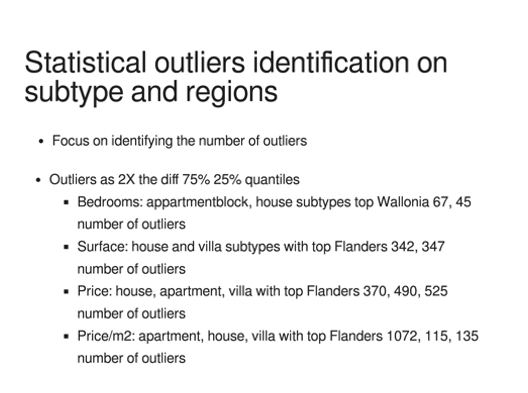 Statistical outliers identification on
subtype and regions
• Focus on identifying the number of outliers
• Outliers as 2X the diff 75% 25% quantiles
▪ Bedrooms: appartmentblock, house subtypes top Wallonia 67, 45
number of outliers
▪ Surface: house and villa subtypes with top Flanders 342, 347
number of outliers
▪ Price: house, apartment, villa with top Flanders 370, 490, 525
number of outliers
▪ Price/m2: apartment, house, villa with top Flanders 1072, 115, 135
number of outliers